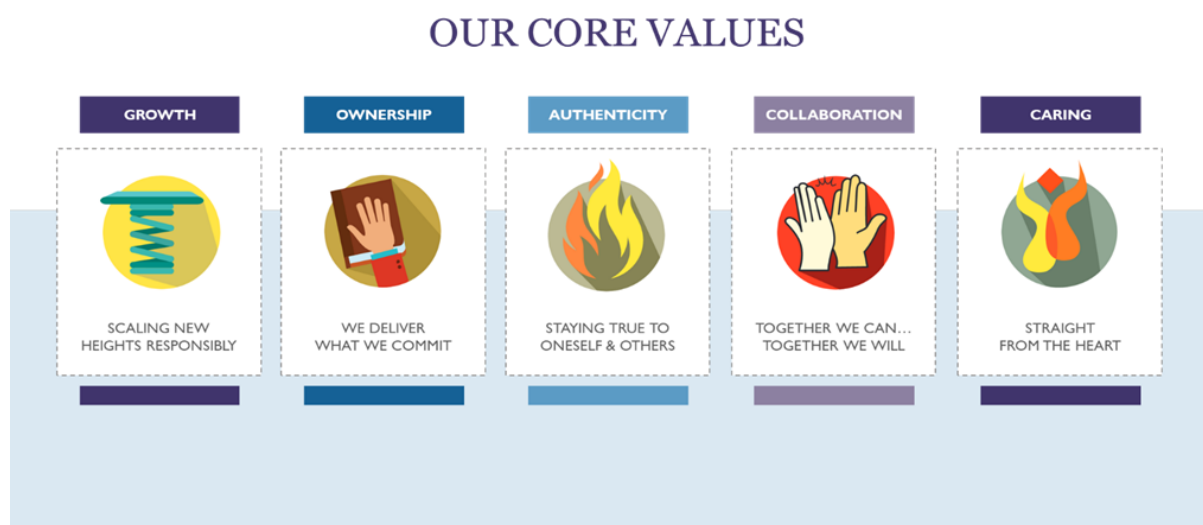 OUR CORE VALUES
GROWTH
OWNERSHIP
AUTHENTICITY
COLLABORATION
CARING
SCALING NEW
HEIGHTS RESPONSIBLY
WE DELIVER
WHAT WE COMMIT
STAYING TRUE TO
ONESELF & OTHERS
TOGETHER WE CAN...
TOGETHER WE WILL
STRAIGHT
FROM THE HEART